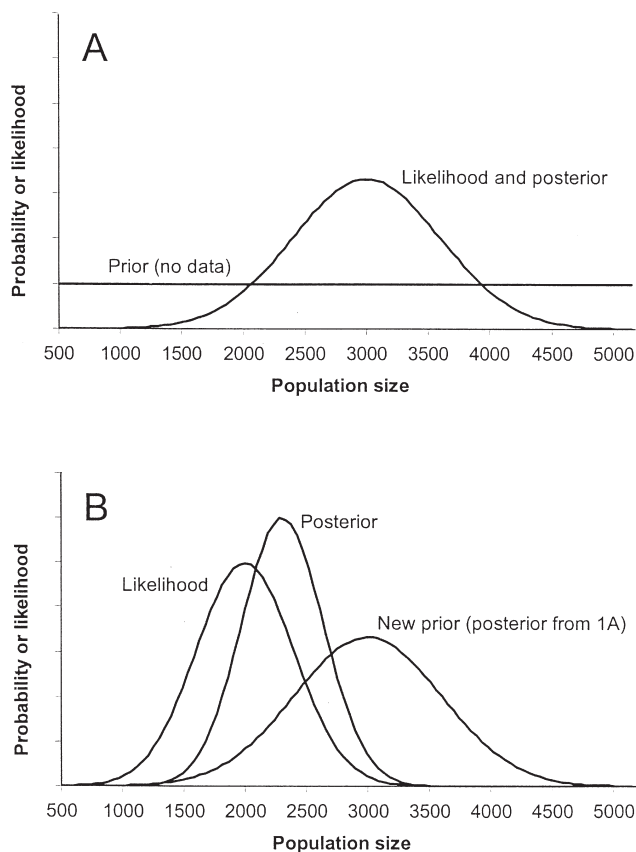 A
Probability or likelihood
Likelihood and posterior
Prior (no data)
500 1000 1500 2000 2500 3000 3500 4000 4500 5000
Population size
B
Probability or likelihood
Posterior
Likelihood
New prior (posterior from 1A)
500 1000 1500 2000 2500 3000 3500 4000 4500 5000
Population size